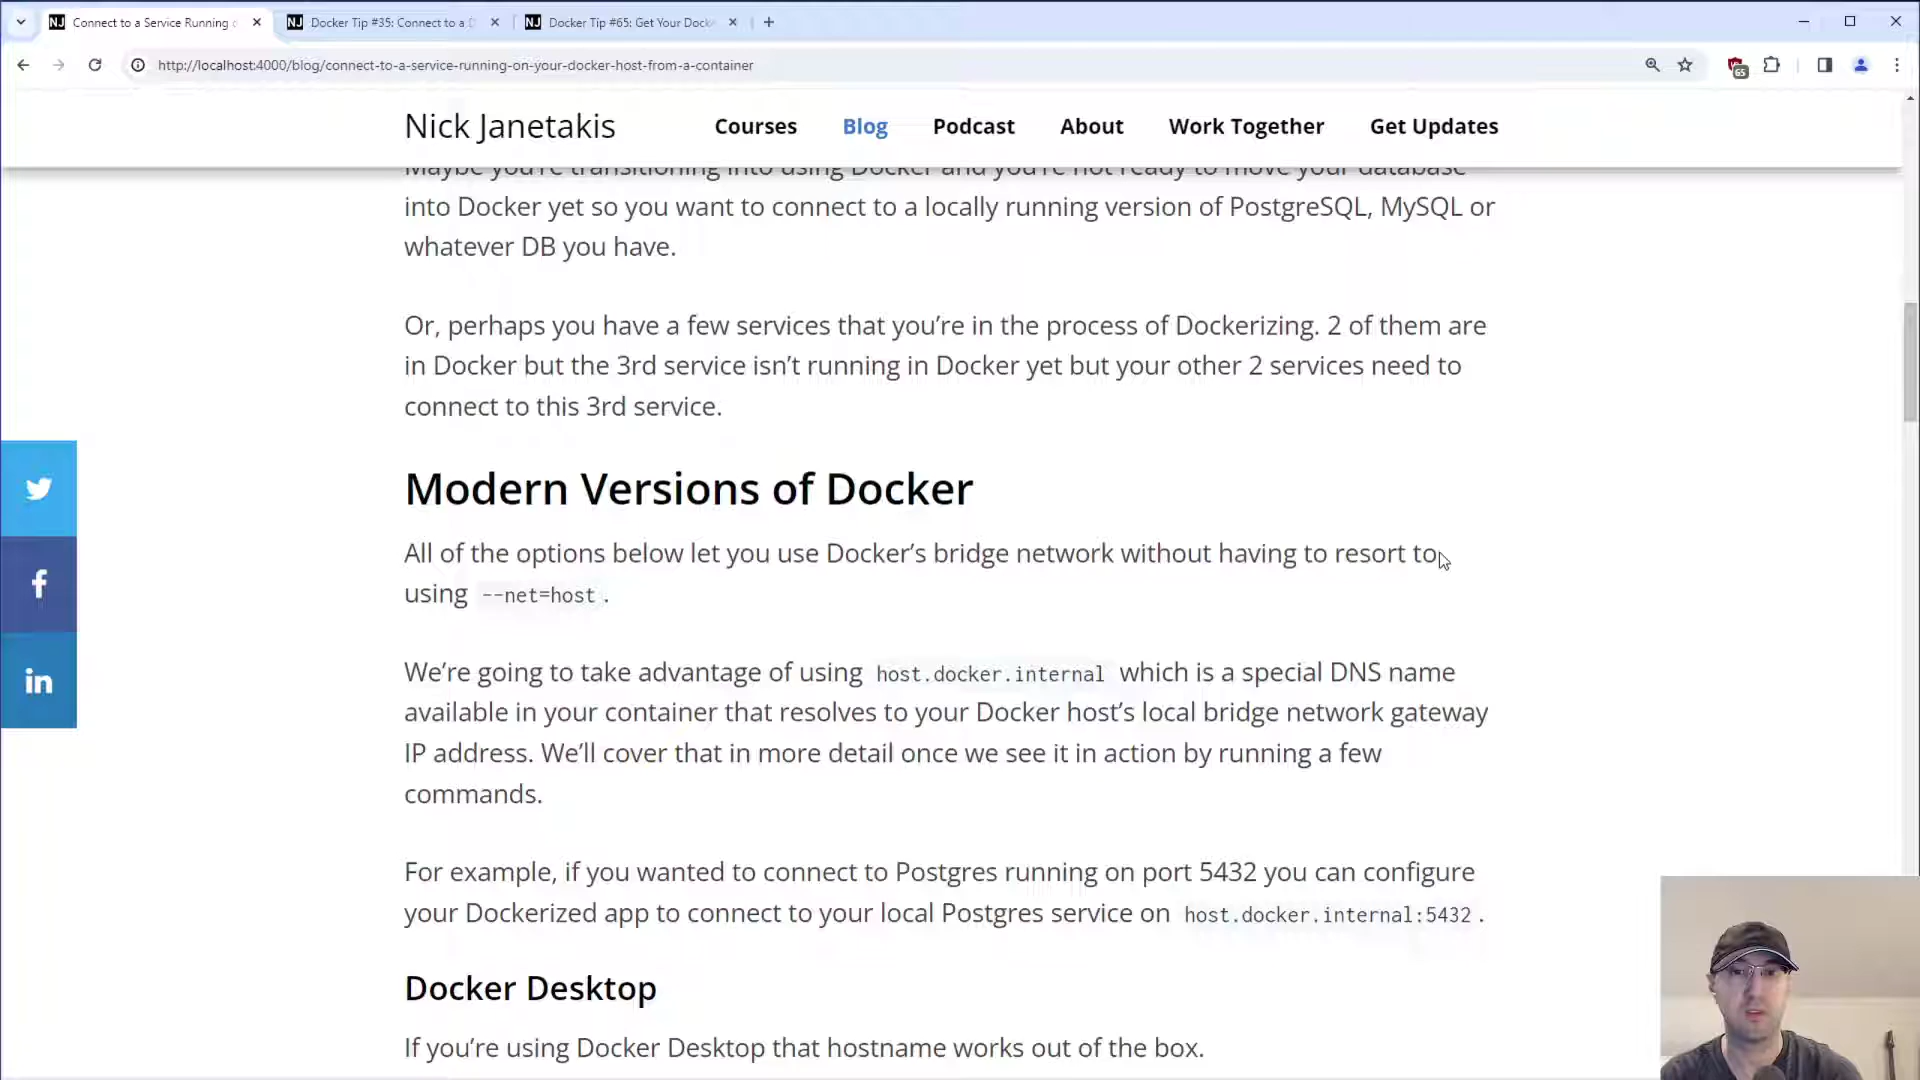 Connect to a Service Running
Docker Tip #35: Connect to a
Docker Tip #65: Get Your Dock
http://localhost:4000/blog/connect-to-a-service-running-on-your-docker-host-from-a-container
65
Nick Janetakis
Courses Blog Podcast About Work Together Get Updates
Maybe you're transitioning into using Docker and you're not ready to move your database
into Docker yet so you want to connect to a locally running version of PostgreSQL, MySQL or
whatever DB you have.
Or, perhaps you have a few services that you’re in the process of Dockerizing. 2 of them are
in Docker but the 3rd service isn’t running in Docker yet but your other 2 services need to
connect to this 3rd service.
Modern Versions of Docker
All of the options below let you use Docker’s bridge network without having to resort to
using --net=host .
We’re going to take advantage of using host.docker.internal which is a special DNS name
available in your container that resolves to your Docker host’s local bridge network gateway
IP address. We’ll cover that in more detail once we see it in action by running a few
commands.
For example, if you wanted to connect to Postgres running on port 5432 you can configure
your Dockerized app to connect to your local Postgres service on host.docker.internal:5432 .
Docker Desktop
If you’re using Docker Desktop that hostname works out of the box.